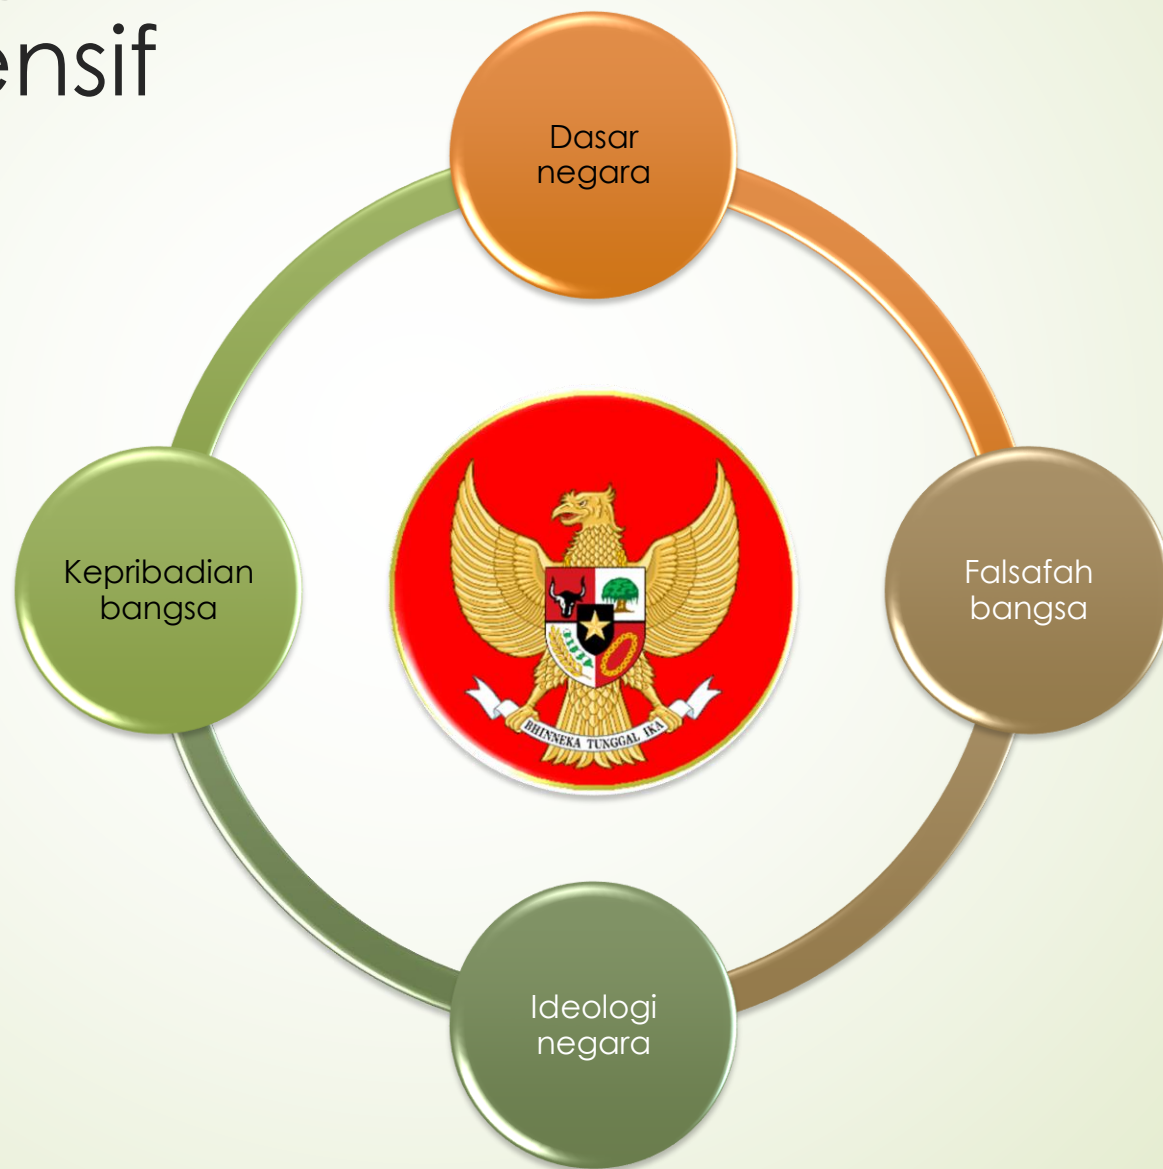 ensif
Dasar
negara
Kepribadian
bangsa
Falsafah
bangsa
BHINNEKA TUNGGAL IKA
Ideologi
negara